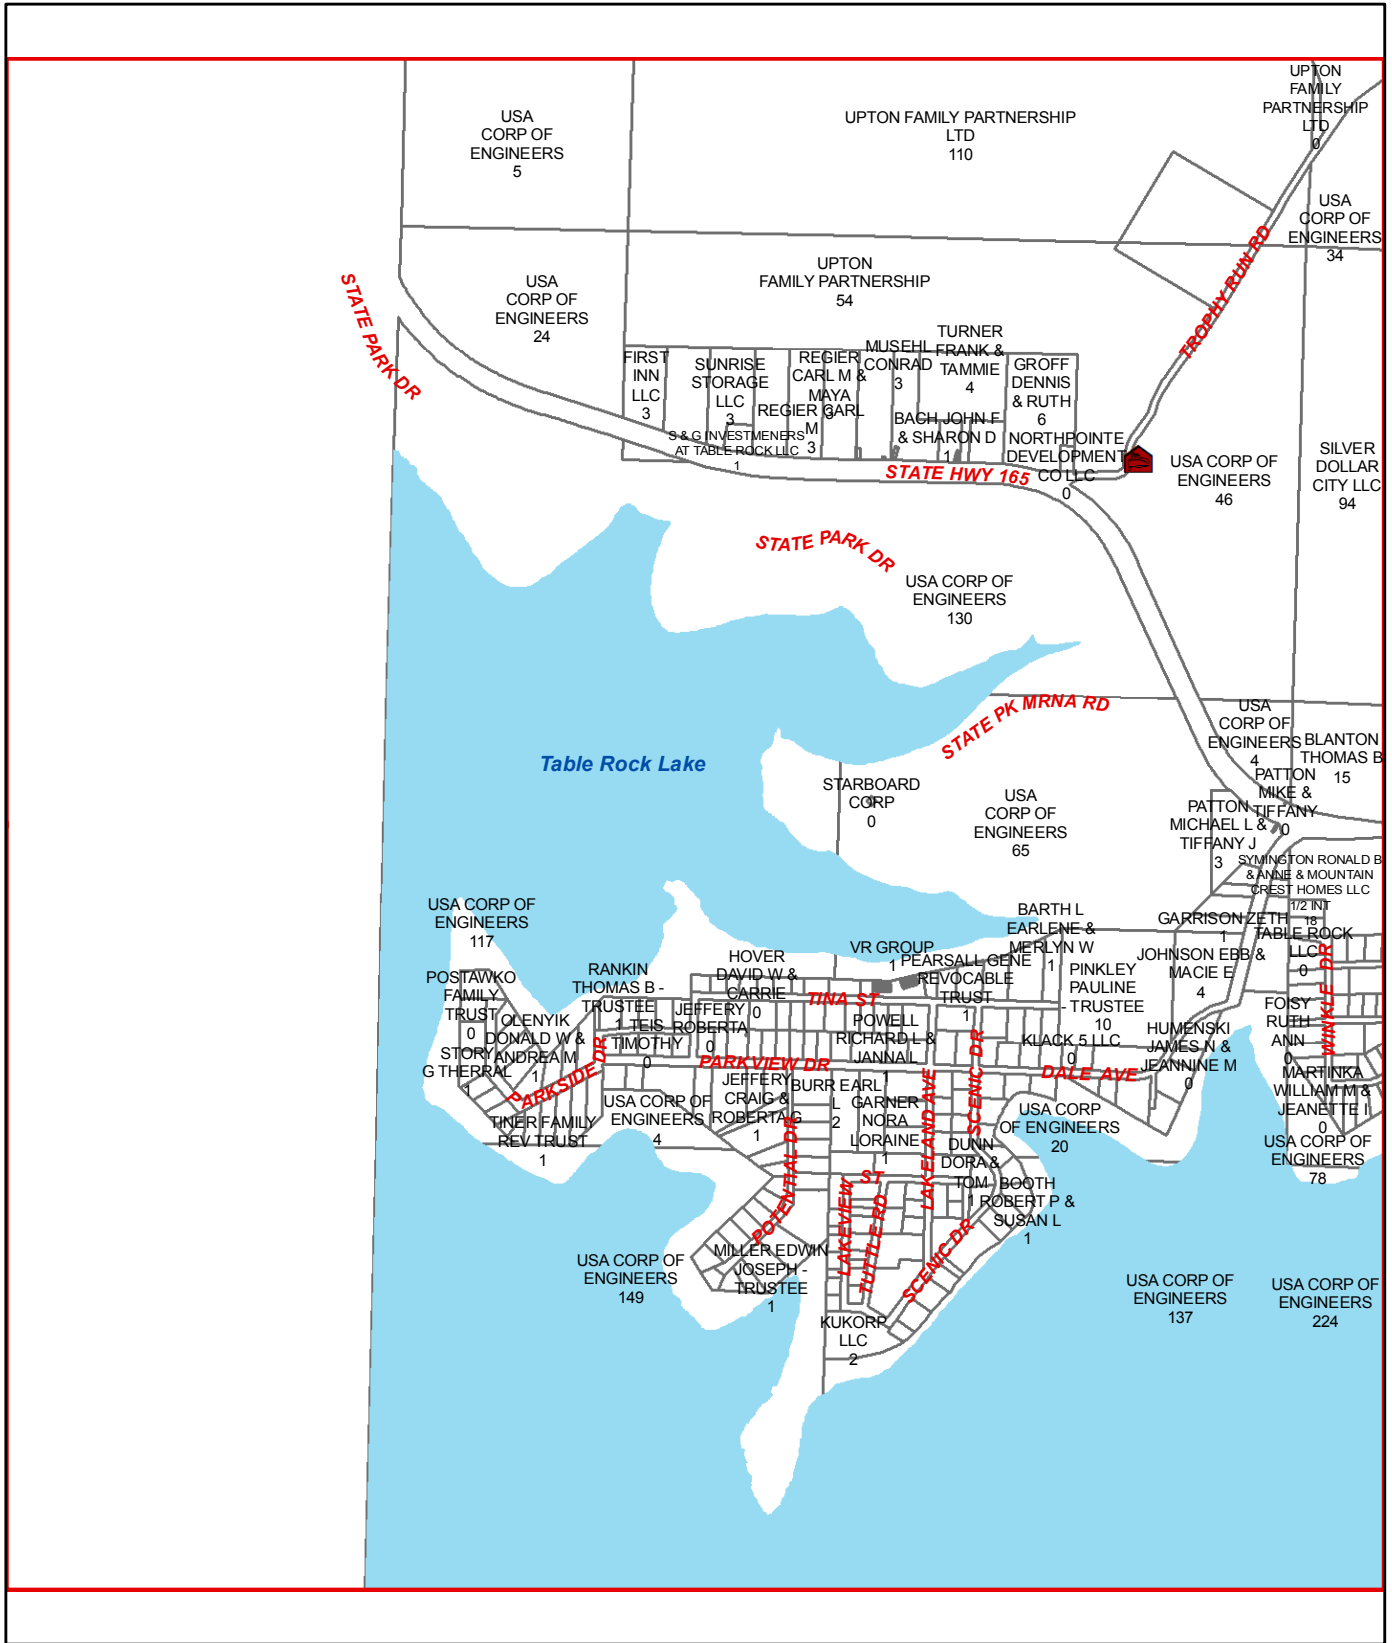 UPTON
FAMILY
PARTNERSHIP
LTD
0
USA
CORP OF
ENGINEERS
5
UPTON FAMILY PARTNERSHIP
LTD
110
USA
CORP OF
ENGINEERS
34
TROPHY RUN RD
STATE PARK DR
USA
CORP OF
ENGINEERS
24
UPTON
FAMILY PARTNERSHIP
54
FIRST
INN
LLC
3
SUNRISE
STORAGE
LLC
3
REGIER
CARL M &
MAYA
3
MUSEHL
CONRAD
3
TURNER
FRANK &
TAMMIE
4
GROFF
DENNIS
& RUTH
6
REGIER CARL
M
3
BACH JOHN F
& SHARON D
1
S & G INVESTMENERS
AT TABLE ROCK LLC
1
NORTHPOINTE
DEVELOPMENT
CO LLC
0
STATE HWY 165
USA CORP OF
ENGINEERS
46
SILVER
DOLLAR
CITY LLC
94
STATE PARK DR
USA CORP OF
ENGINEERS
130
STATE PK MRNA RD
USA
CORP OF
ENGINEERS
4
BLANTON
THOMAS B
15
Table Rock Lake
STARBOARD
CORP
0
USA
CORP OF
ENGINEERS
65
PATTON
MIKE &
TIFFANY
0
PATTON
MICHAEL L &
TIFFANY J
3
SYMINGTON RONALD B
& ANNE & MOUNTAIN
CREST HOMES LLC
1/2 INT
18
USA CORP OF
ENGINEERS
117
BARTH L
EARLENE &
MERLYN W
1
GARRISON ZETH
1
TABLE ROCK
LLC
0
VR GROUP
1
PEARSALL GENE
REVOCABLE
TRUST
1
JOHNSON EBB &
MACIE E
4
HOVER
DAVID W &
CARRIE
0
RANKIN
THOMAS B -
TRUSTEE
1
POSTAWKO
FAMILY
TRUST
0
PINKLEY
PAULINE
- TRUSTEE
10
TINA ST
WINKLE DR
OLENYIK
DONALD W &
ANDREA M
1
TEIS
TIMOTHY
0
JEFFERY
ROBERTA
0
POWELL
RICHARD L &
JANNA L
1
KLACK 5 LLC
0
HUMENSKI
JAMES N &
JEANNINE M
0
FOISY
RUTH
ANN
0
STORY
G THERRAL
1
PARKSIDE DR
PARKVIEW DR
SCENIC DR
DALE AVE
MARTINKA
WILLIAM M &
JEANETTE I
0
JEFFERY
CRAIG &
ROBERTA G
1
BURR EARL
L
2
GARNER
NORA
LORAINE
1
LAKELAND AVE
USA CORP OF
ENGINEERS
4
USA CORP
OF ENGINEERS
20
TINER FAMILY
REV TRUST
1
USA CORP OF
ENGINEERS
78
DUNN
DORA &
TOM
1
POTENTIAL DR
ST
LAKEVIEW
TUTTLE RD
BOOTH
ROBERT P &
SUSAN L
1
SCENIC DR
MILLER EDWIN
JOSEPH -
TRUSTEE
1
USA CORP OF
ENGINEERS
149
USA CORP OF
ENGINEERS
137
USA CORP OF
ENGINEERS
224
KUKORP
LLC
2